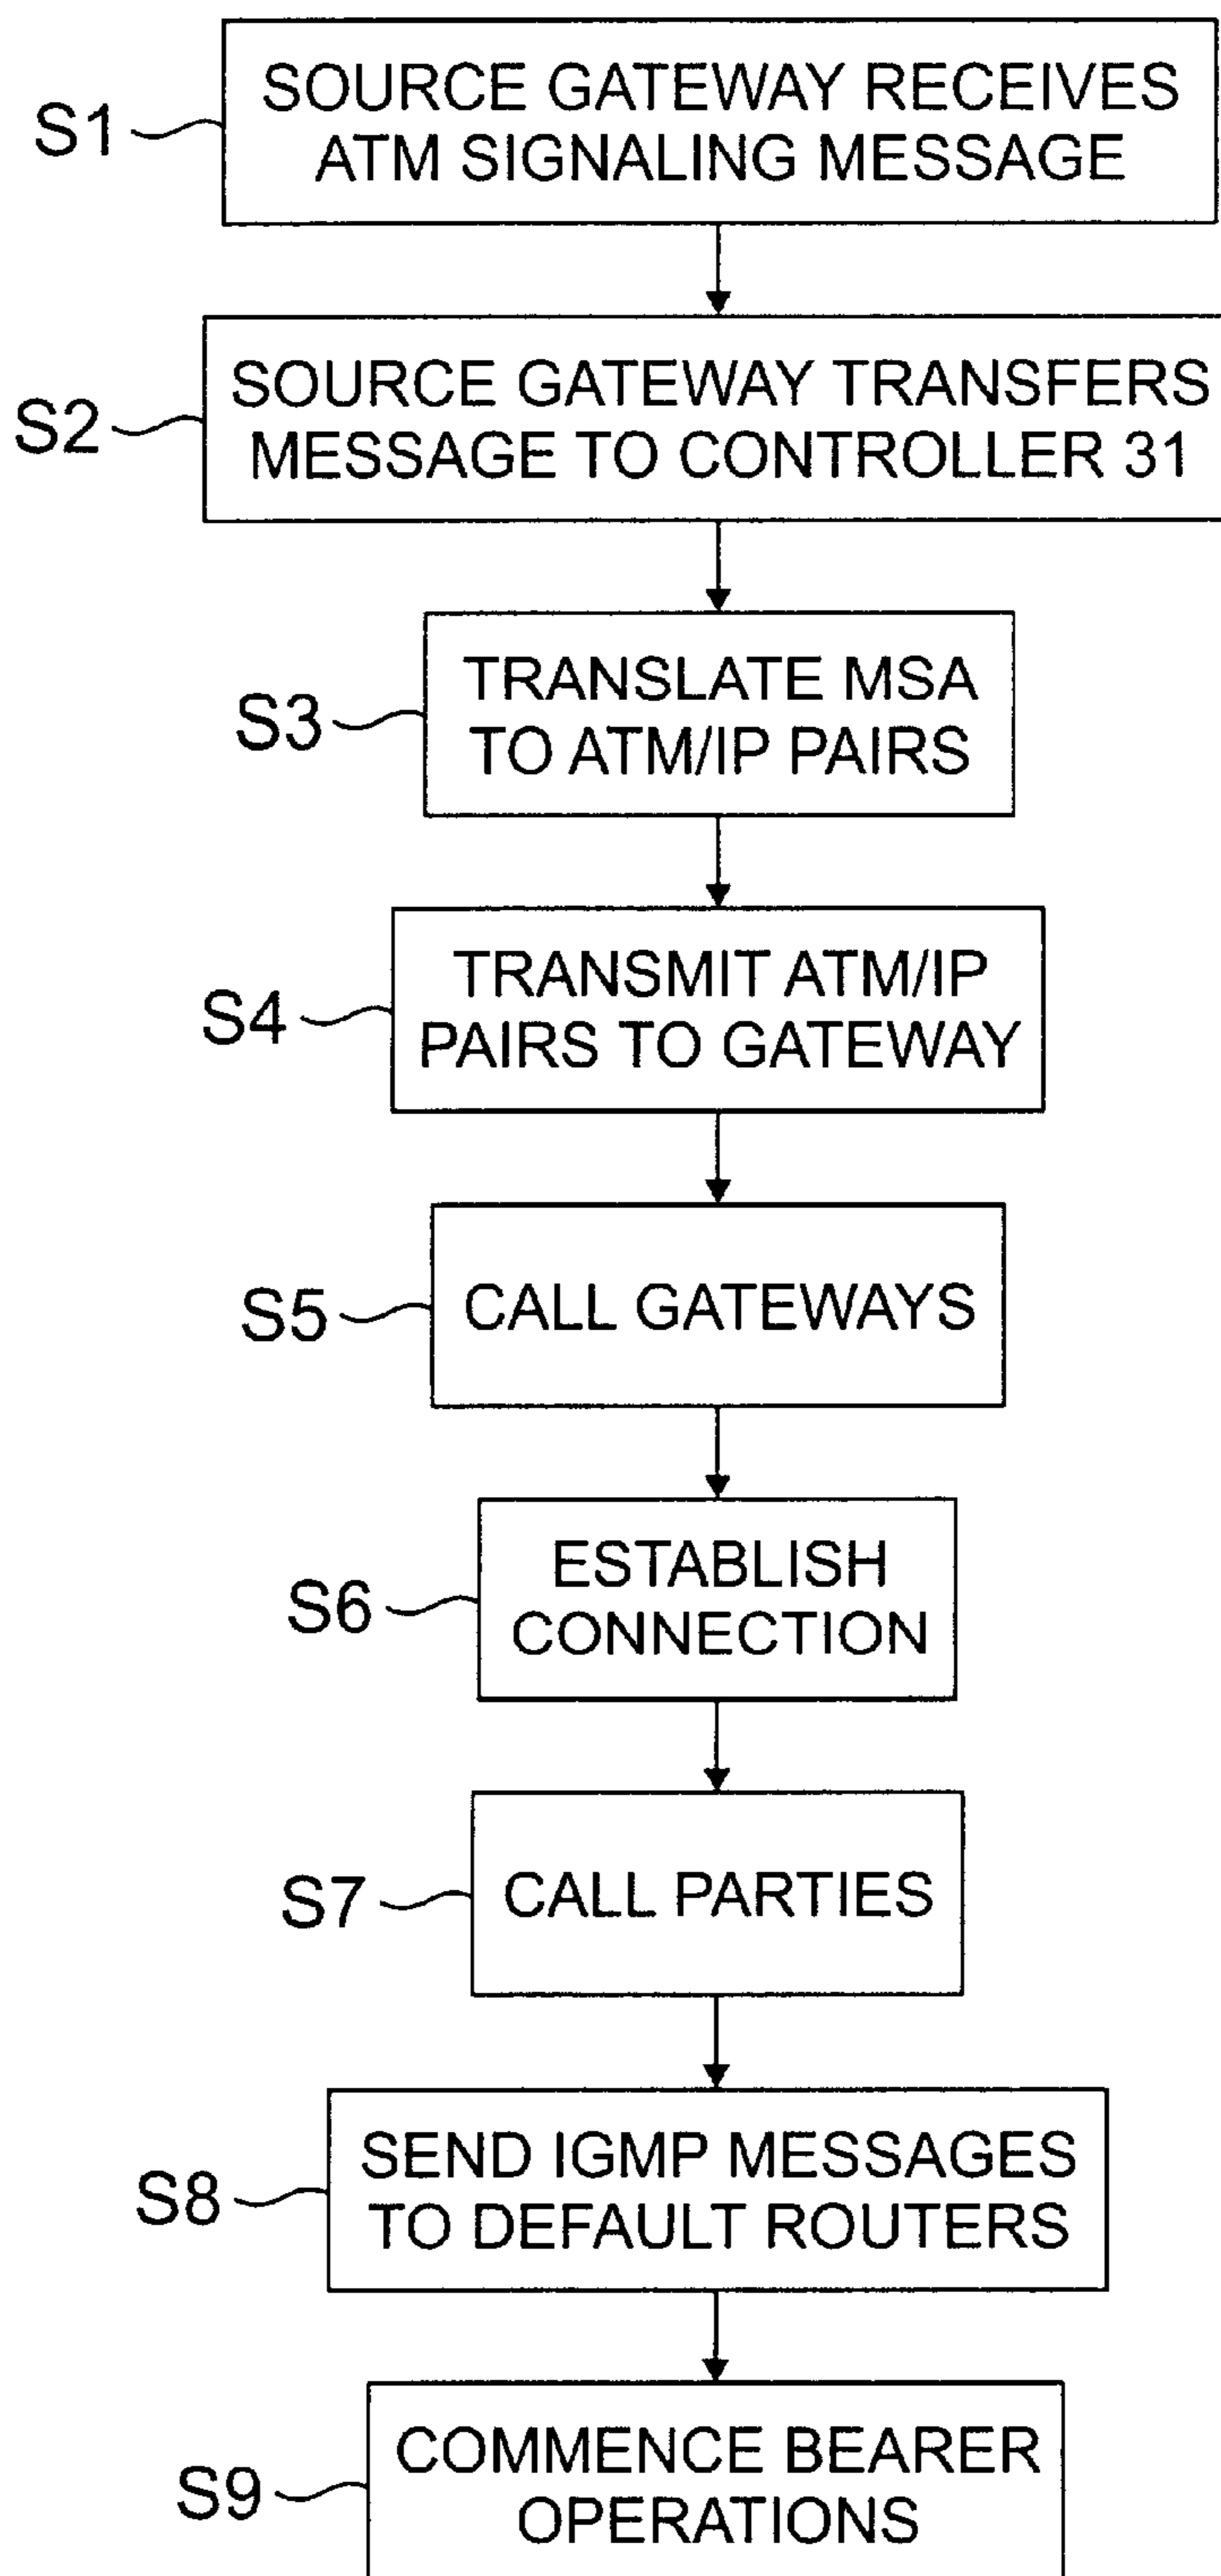 S1
SOURCE GATEWAY RECEIVES
ATM SIGNALING MESSAGE
S2
SOURCE GATEWAY TRANSFERS
MESSAGE TO CONTROLLER 31
S3
TRANSLATE MSA
TO ATM/IP PAIRS
S4
TRANSMIT ATM/IP
PAIRS TO GATEWAY
S5
CALL GATEWAYS
S6
ESTABLISH
CONNECTION
S7
CALL PARTIES
S8
SEND IGMP MESSAGES
TO DEFAULT ROUTERS
S9
COMMENCE BEARER
OPERATIONS